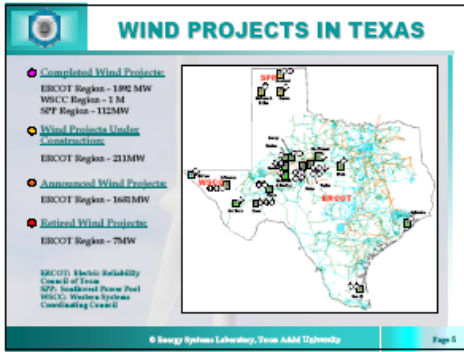 WIND PROJECTS IN TEXAS
Completed Wind Projects:
ERCOT Region – 1892 MW
WSCC Region – 1 M
SPP Region – 112MW
Wind Projects Under
Construction:
ERCOT Region – 211MW
Announced Wind Projects:
ERCOT Region – 1681MW
Retired Wind Projects:
ERCOT Region – 7MW
ERCOT: Electric Reliability
Council of Texas
SPP: Southwest Power Pool
WSCC: Western Systems
Coordinating Council
SPP
WSCC
ERCOT
© Energy Systems Laboratory, Texas A&M University
Page 5